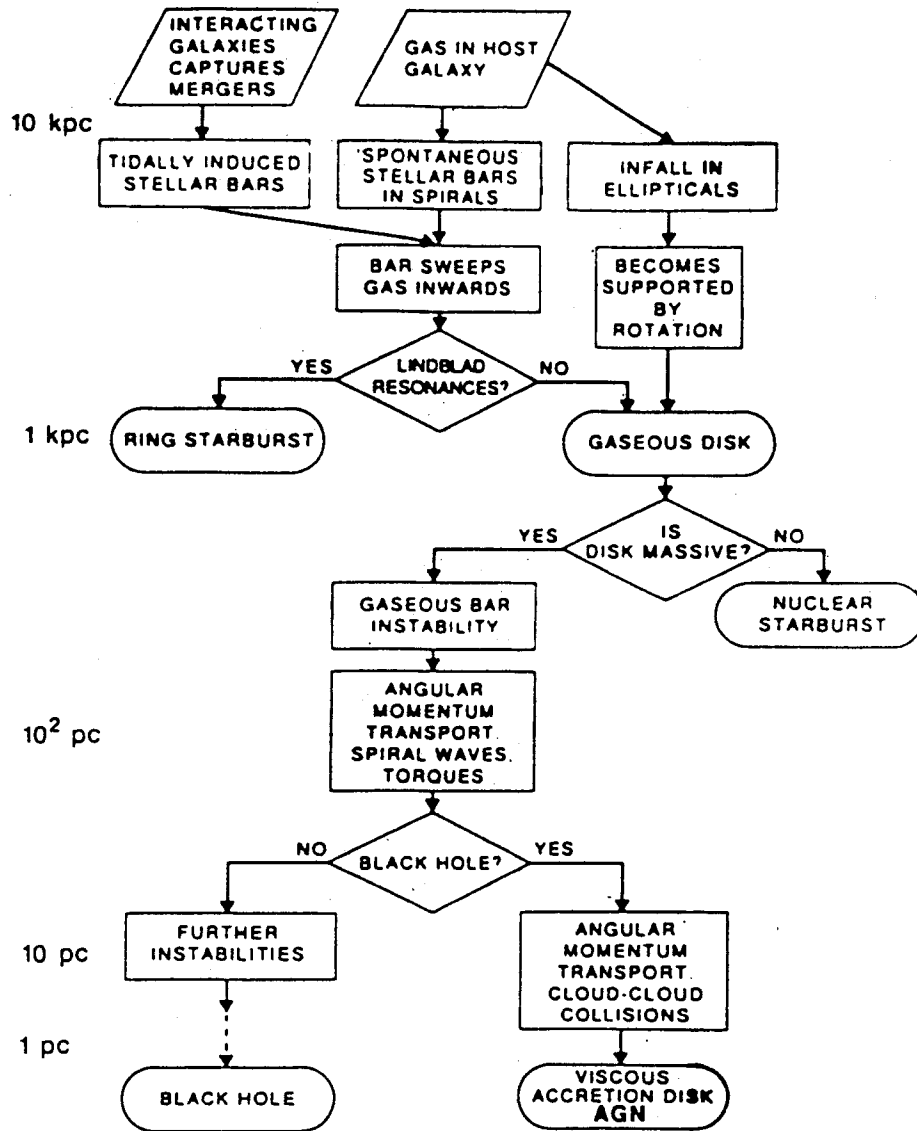 INTERACTING
GALAXIES
CAPTURES
MERGERS
GAS IN HOST
GALAXY
10 kpc
TIDALLY INDUCED
STELLAR BARS
'SPONTANEOUS
STELLAR BARS
IN SPIRALS
INFALL IN
ELLIPTICALS
BAR SWEEPS
GAS INWARDS
BECOMES
SUPPORTED
BY
ROTATION
YES
LINDBLAD
RESONANCES?
NO
1 kpc
RING STARBURST
GASEOUS DISK
YES
IS
DISK MASSIVE?
NO
GASEOUS BAR
INSTABILITY
NUCLEAR
STARBURST
10² pc
ANGULAR
MOMENTUM
TRANSPORT.
SPIRAL WAVES.
TORQUES
NO
BLACK HOLE?
YES
10 pc
FURTHER
INSTABILITIES
ANGULAR
MOMENTUM
TRANSPORT.
CLOUD-CLOUD
COLLISIONS
1 pc
BLACK HOLE
VISCOUS
ACCRETION DISK
AGN